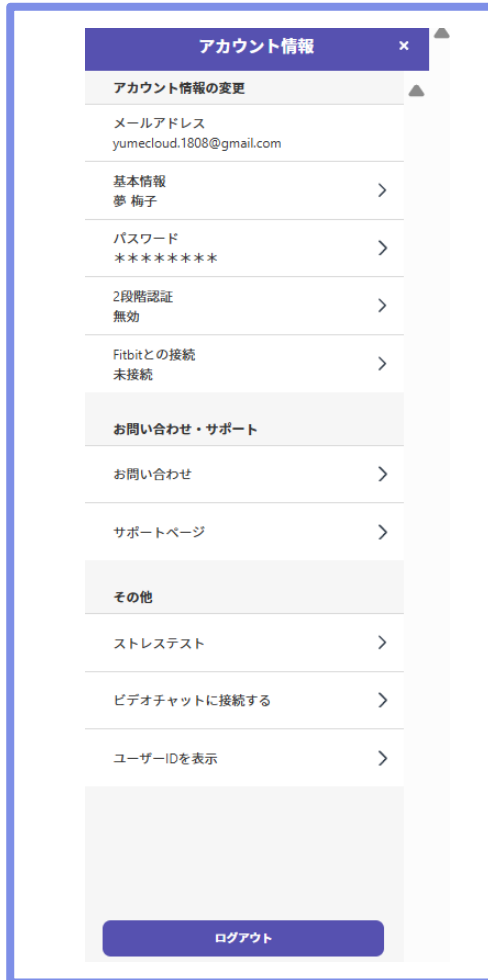 アカウント情報 ×
アカウント情報の変更
メールアドレス
yumecloud.1808@gmail.com
基本情報
夢 梅子
パスワード
＊＊＊＊＊＊＊＊
2段階認証
無効
Fitbitとの接続
未接続
お問い合わせ・サポート
お問い合わせ
サポートページ
その他
ストレステスト
ビデオチャットに接続する
ユーザーIDを表示
ログアウト